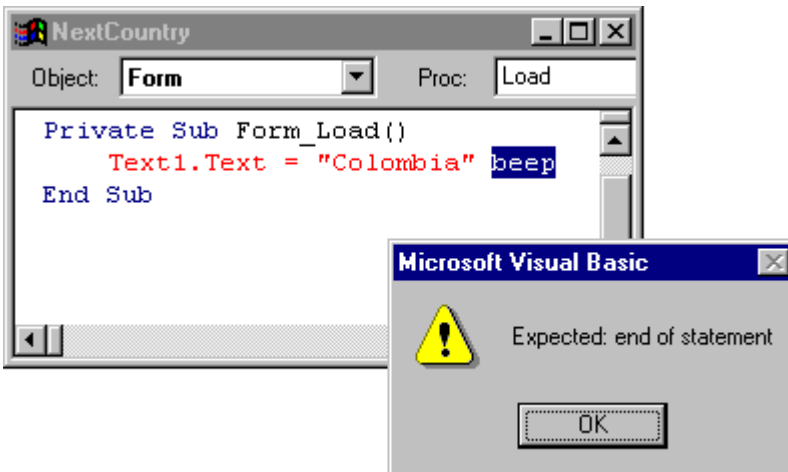 NextCountry
Object: Form Proc: Load
Private Sub Form_Load()
Text1.Text = "Colombia" beep
End Sub
Microsoft Visual Basic
Expected: end of statement
OK